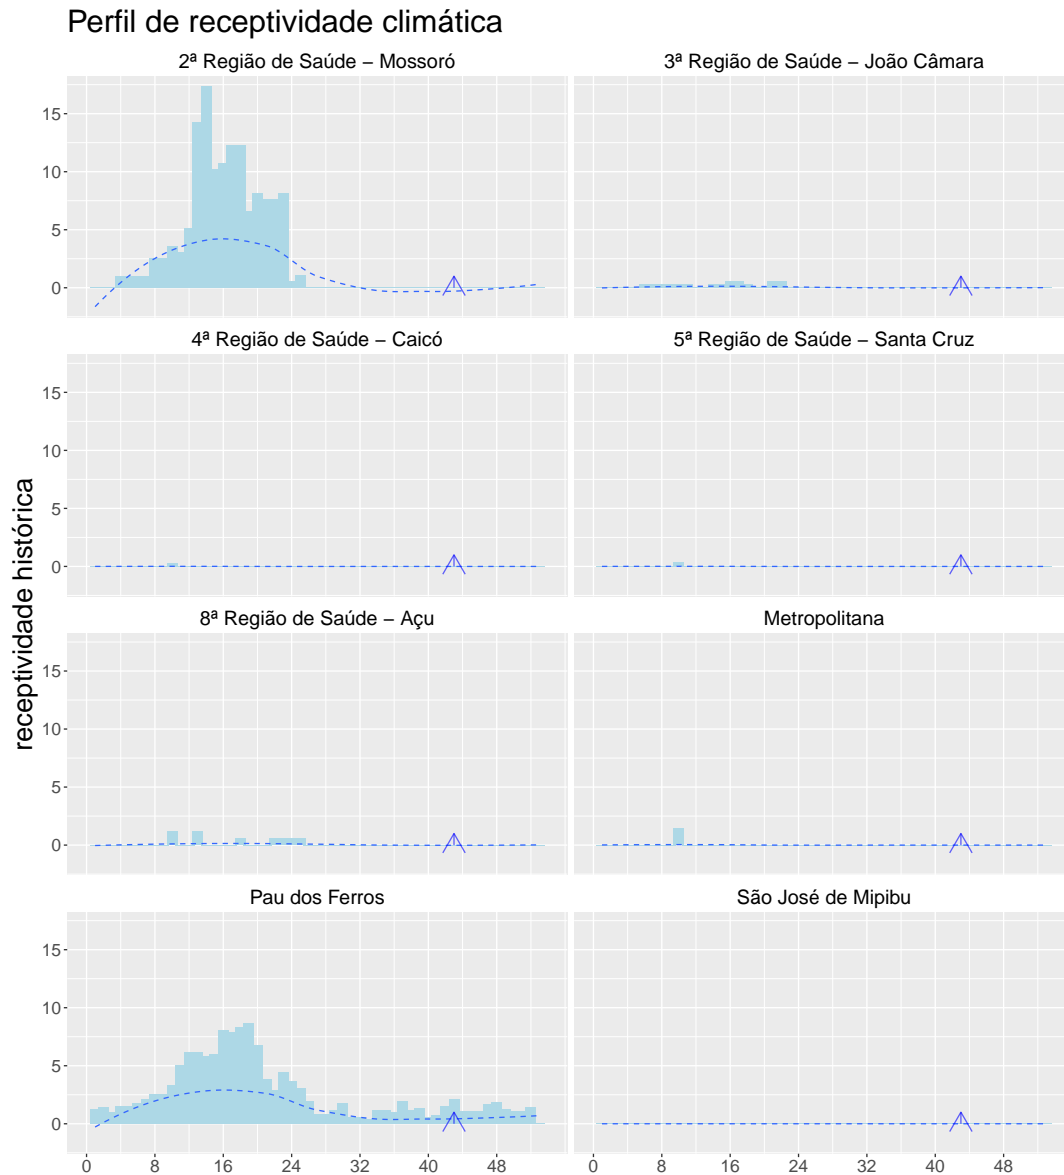 Perfil de receptividade climática
2ª Região de Saúde – Mossoró
3ª Região de Saúde – João Câmara
15
10
5
0
4ª Região de Saúde – Caicó
5ª Região de Saúde – Santa Cruz
15
10
5
0
receptividade histórica
8ª Região de Saúde – Açu
Metropolitana
15
10
5
0
Pau dos Ferros
São José de Mipibu
15
10
5
0
0 8 16 24 32 40 48
0 8 16 24 32 40 48